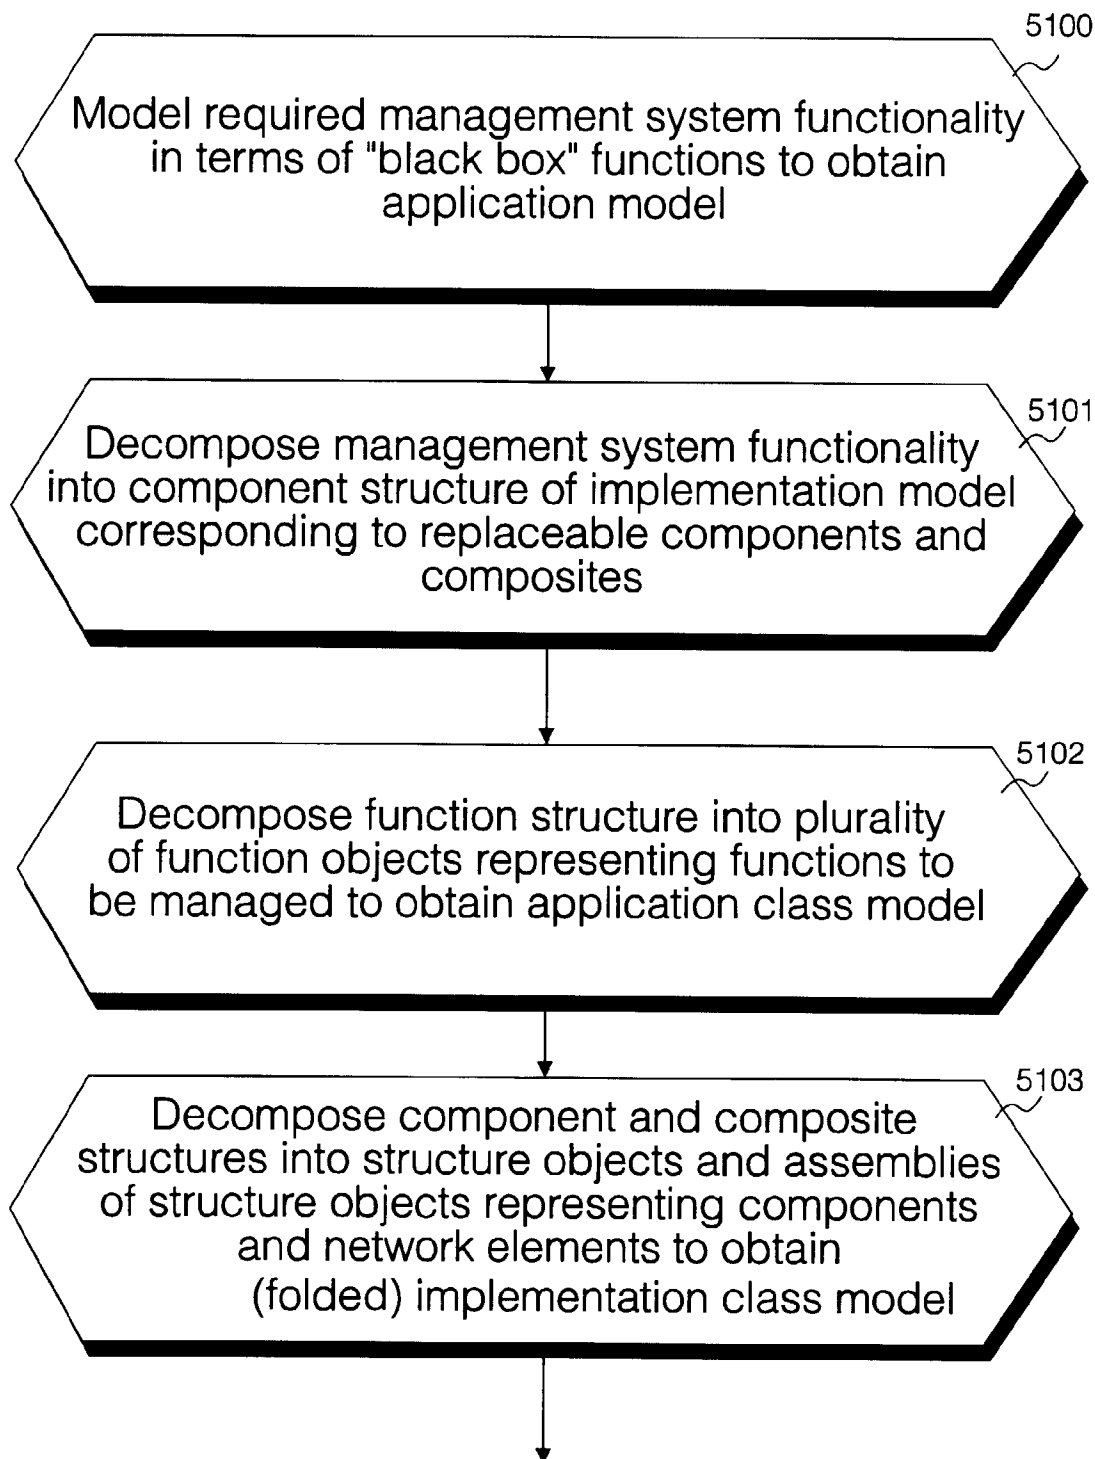 5100
Model required management system functionality
in terms of "black box" functions to obtain
application model
5101
Decompose management system functionality
into component structure of implementation model
corresponding to replaceable components and
composites
5102
Decompose function structure into plurality
of function objects representing functions to
be managed to obtain application class model
5103
Decompose component and composite
structures into structure objects and assemblies
of structure objects representing components
and network elements to obtain
(folded) implementation class model